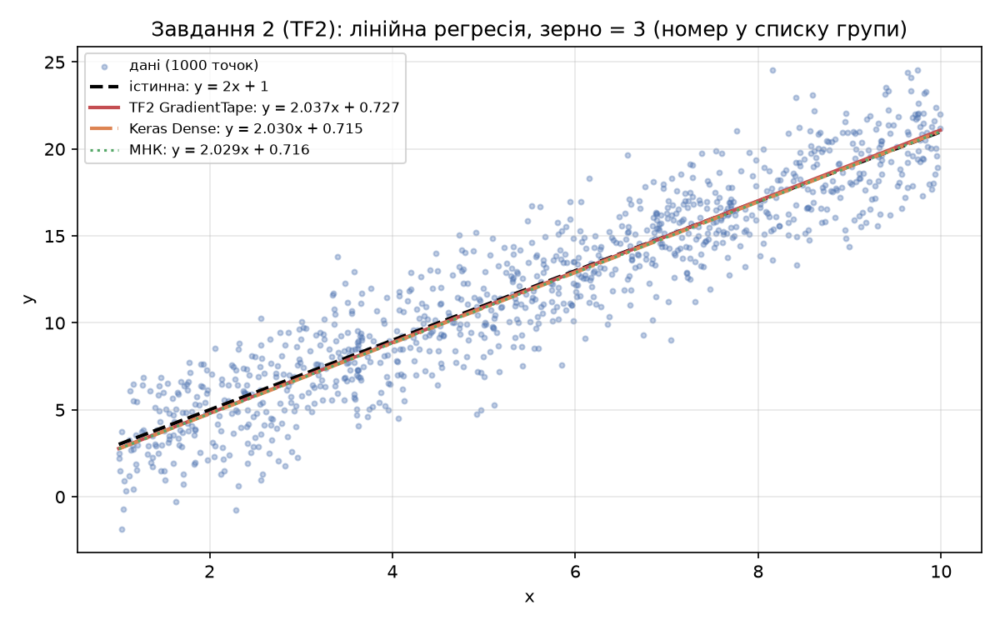 Завдання 2 (TF2): лінійна регресія, зерно = 3 (номер у списку групи)
дані (1000 точок)
істинна: y = 2x + 1
TF2 GradientTape: y = 2.037x + 0.727
Keras Dense: y = 2.030x + 0.715
МНК: y = 2.029x + 0.716
25
20
15
10
5
0
y
2
4
6
8
10
x